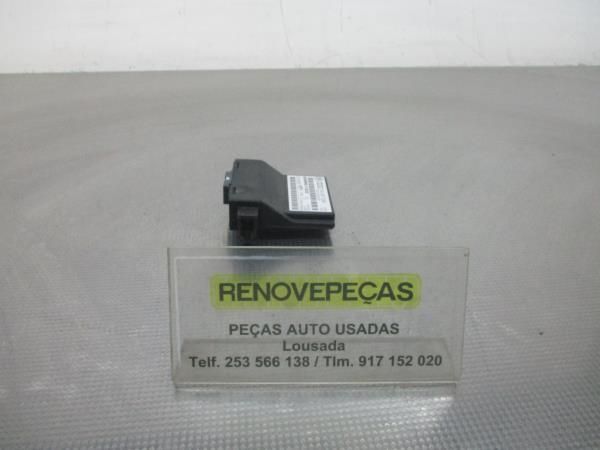 RENOVEPEÇAS
PEÇAS AUTO USADAS
Lousada
Telf. 253 566 138 / Tlm. 917 152 020